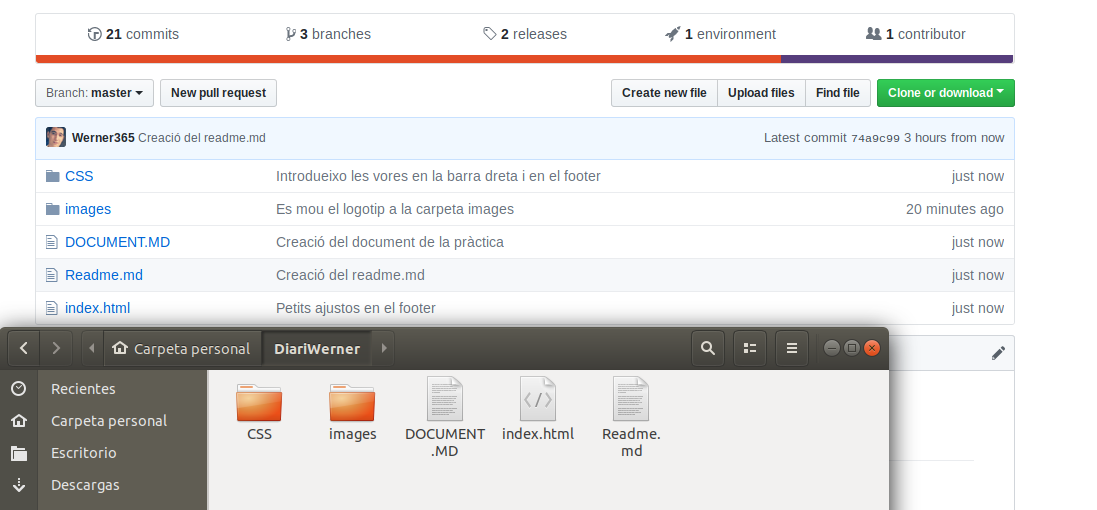 21 commits 3 branches 2 releases 1 environment 1 contributor
Branch: master New pull request Create new file Upload files Find file Clone or download
Werner365 Creació del readme.md Latest commit 74a9c99 3 hours from now
CSS Introdueixo les vores en la barra dreta i en el footer just now
images Es mou el logotip a la carpeta images 20 minutes ago
DOCUMENT.MD Creació del document de la pràctica just now
Readme.md Creació del readme.md just now
index.html Petits ajustos en el footer just now
Carpeta personal DiariWerner
Recientes
Carpeta personal
Escritorio
Descargas
CSS images DOCUMENT index.html Readme.
.MD md